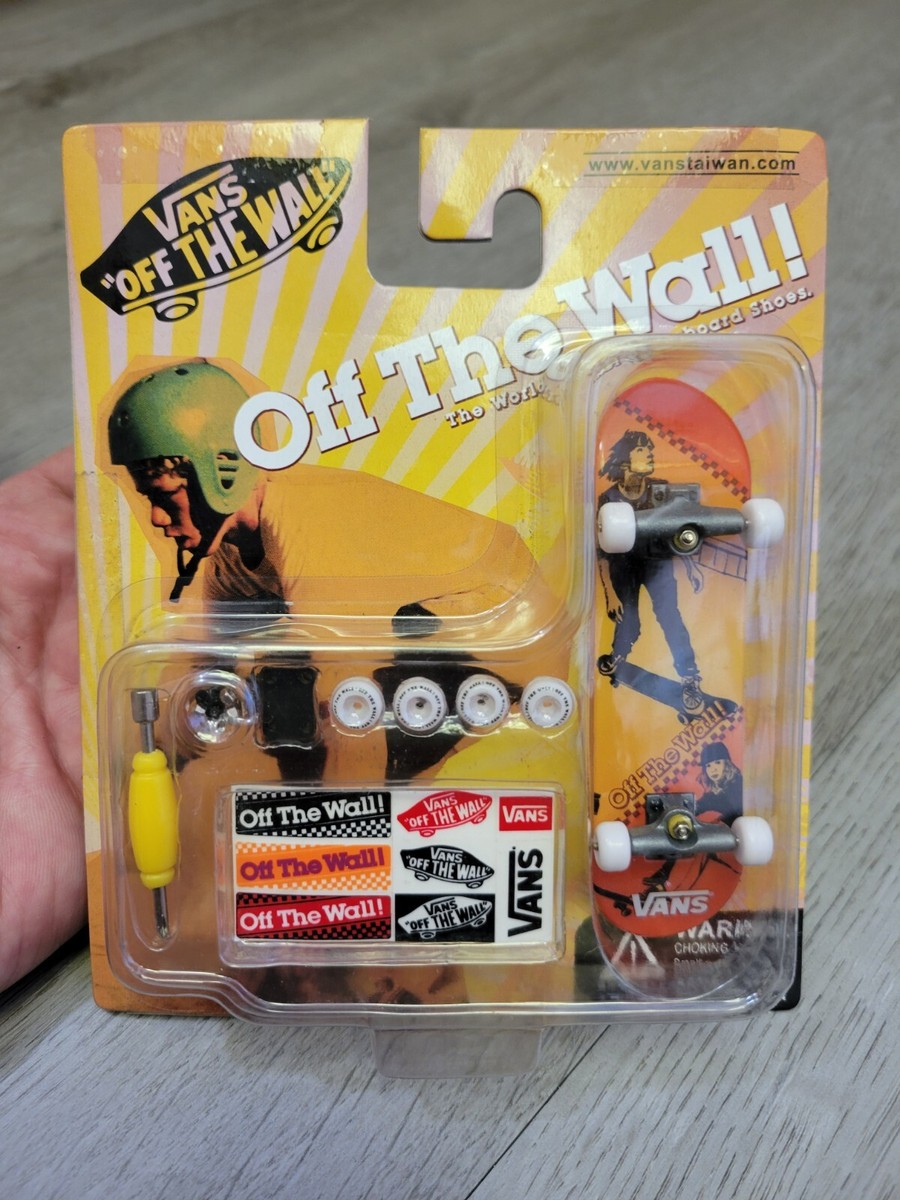 www.vanstaiwan.com
VANS
"OFF THE WALL"
Off The Wall!
The World's
board Shoes.
Off The Wall!
VANS
"OFF THE WALL"
VANS
Off The Wall!
VANS
"OFF THE WALL"
VANS
Off The Wall!
VANS
"OFF THE WALL"
Off The Wall!
VANS
WARN
CHOKING